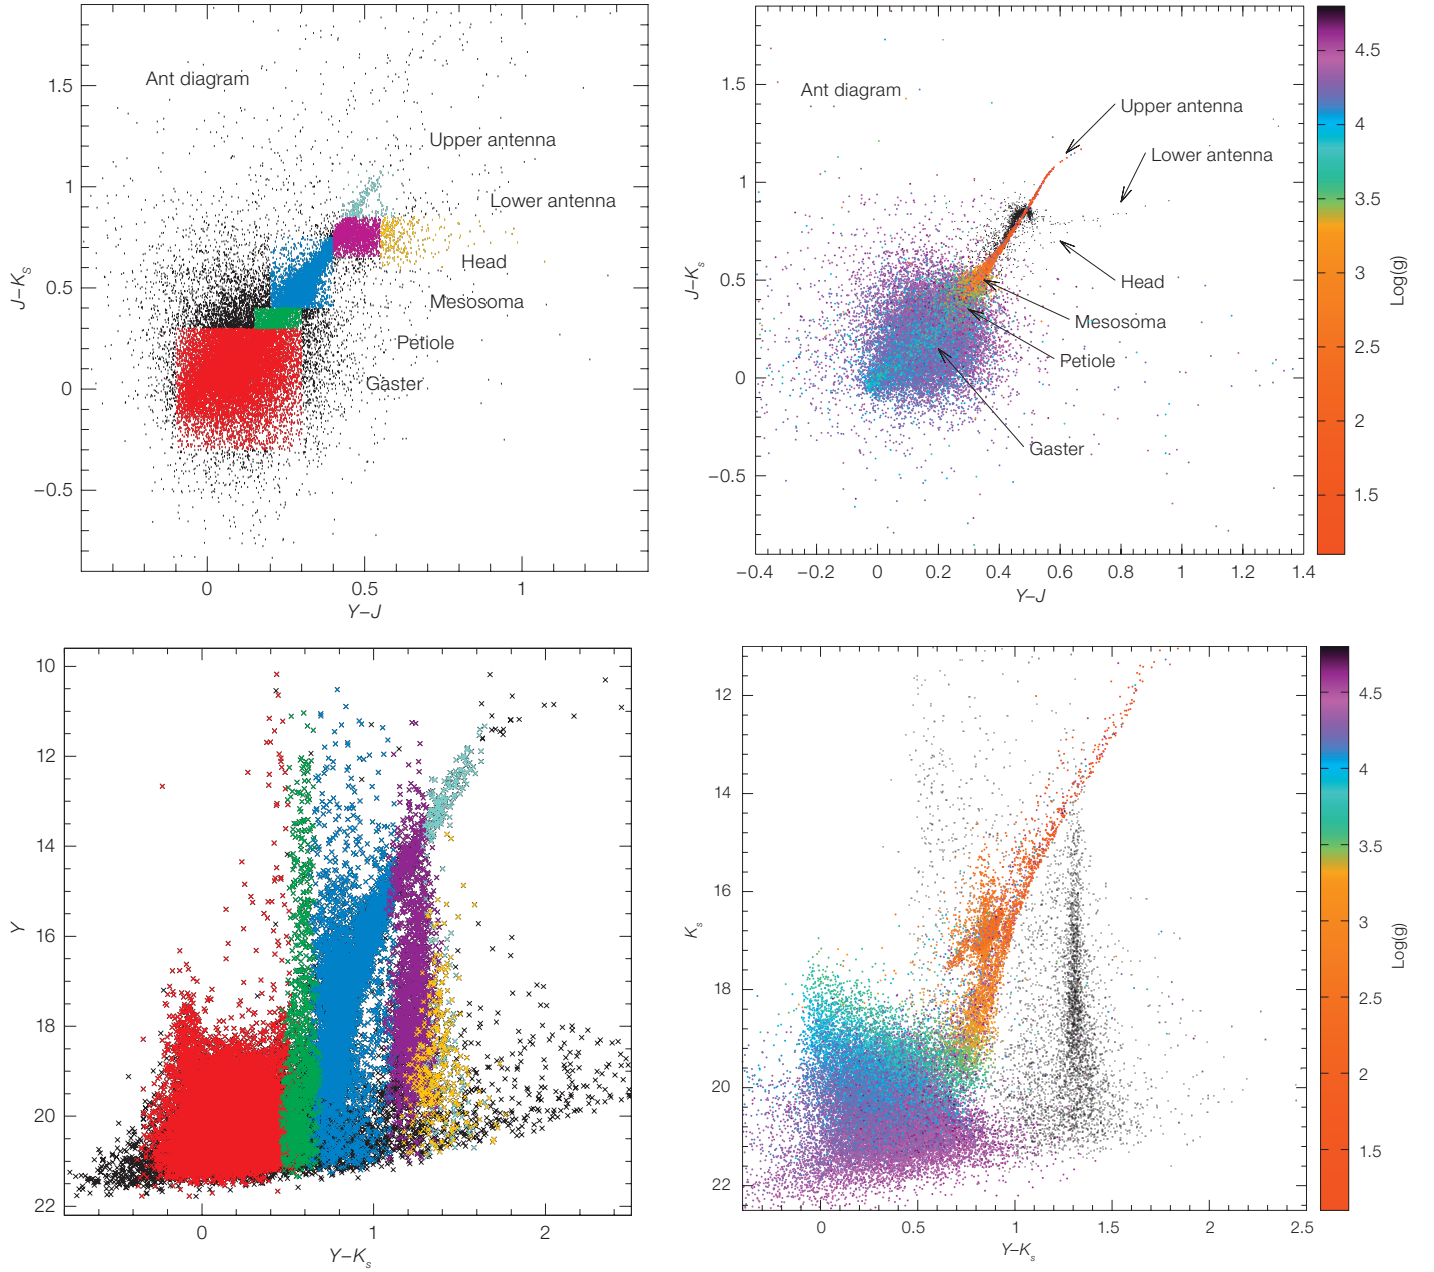 Ant diagram
Upper antenna
Lower antenna
Head
Mesosoma
Petiole
Gaster
1.5
1
0.5
0
−0.5
J−Ks
0
0.5
1
Y−J
Ant diagram
Upper antenna
Lower antenna
Head
Mesosoma
Petiole
Gaster
1.5
1
0.5
0
−0.5
J−Ks
−0.4
−0.2
0
0.2
0.4
0.6
0.8
1
1.2
1.4
Y−J
4.5
4
3.5
3
2.5
2
1.5
Log(g)
10
12
14
16
18
20
22
Y
0
1
2
Y−Ks
12
14
16
18
20
22
Ks
0
0.5
1
1.5
2
2.5
Y−Ks
4.5
4
3.5
3
2.5
2
1.5
Log(g)